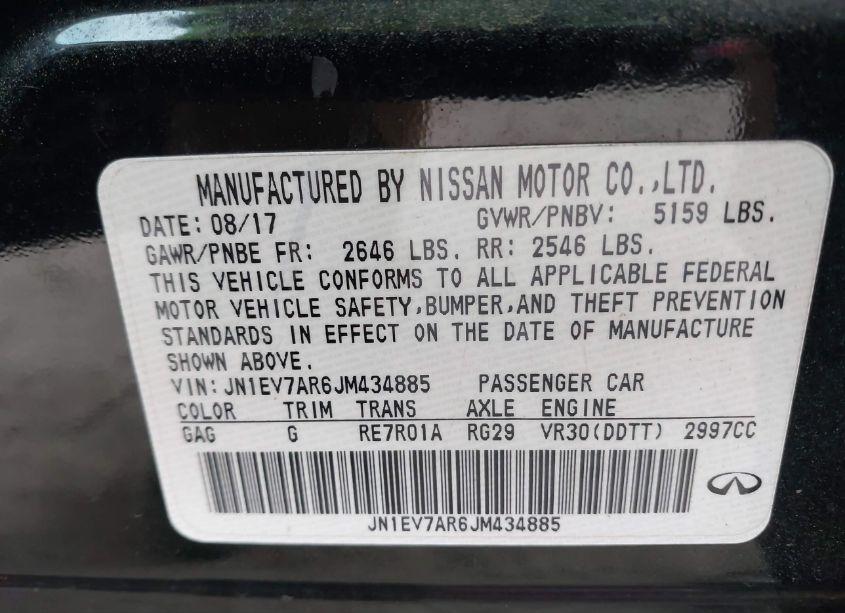 MANUFACTURED BY NISSAN MOTOR CO.,LTD.
DATE: 08/17 GVWR/PNBV: 5159 LBS.
GAWR/PNBE FR: 2646 LBS. RR: 2546 LBS.
THIS VEHICLE CONFORMS TO ALL APPLICABLE FEDERAL
MOTOR VEHICLE SAFETY,BUMPER,AND THEFT PREVENTION
STANDARDS IN EFFECT ON THE DATE OF MANUFACTURE
SHOWN ABOVE.
VIN: JN1EV7AR6JM434885 PASSENGER CAR
COLOR TRIM TRANS AXLE ENGINE
GAG G RE7R01A RG29 VR30(DDTT) 2997CC
JN1EV7AR6JM434885